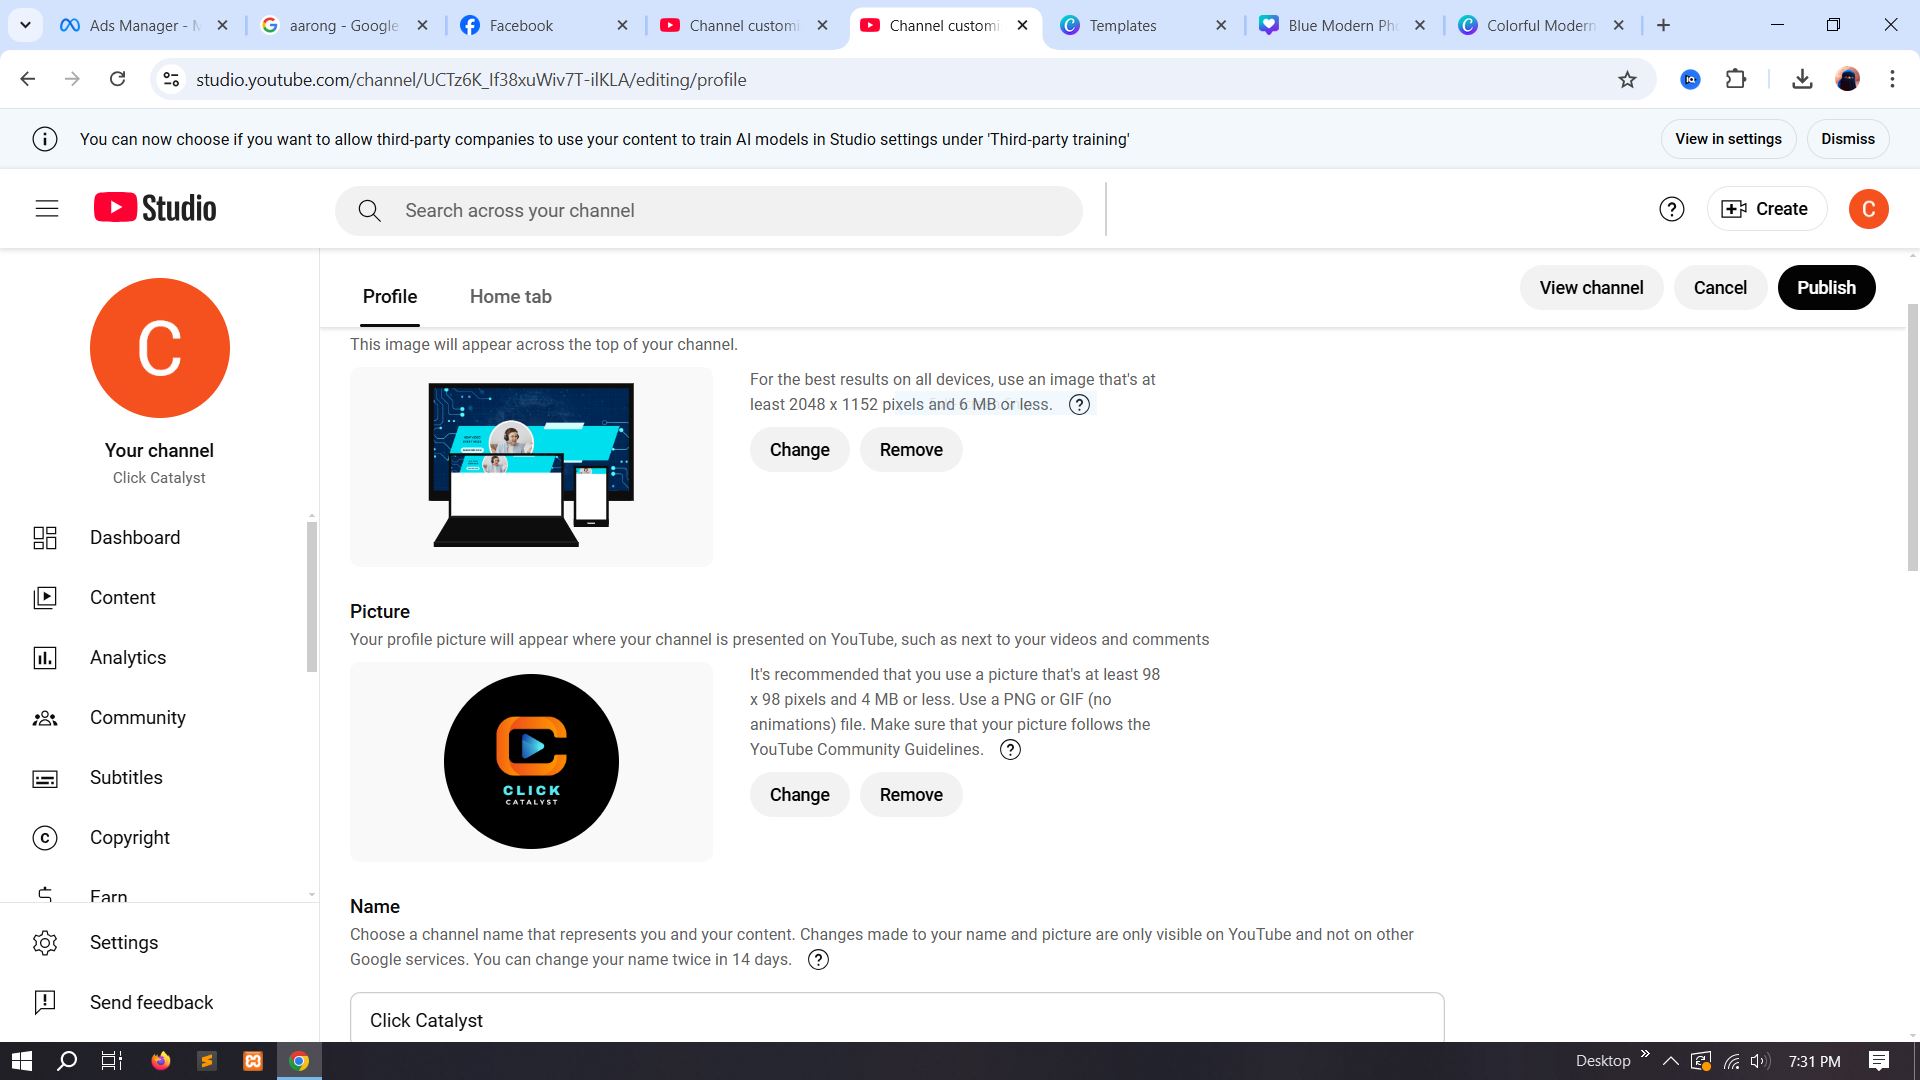 Ads Manager - M
aarong - Google
Facebook
Channel customi
Channel customi
Templates
Blue Modern Pho
Colorful Modern
studio.youtube.com/channel/UCTz6K_If38xuWiv7T-ilKLA/editing/profile
You can now choose if you want to allow third-party companies to use your content to train AI models in Studio settings under 'Third-party training'
View in settings
Dismiss
Studio
Search across your channel
Create
C
C
Your channel
Click Catalyst
Dashboard
Content
Analytics
Community
Subtitles
Copyright
Earn
Settings
Send feedback
Profile
Home tab
View channel
Cancel
Publish
This image will appear across the top of your channel.
For the best results on all devices, use an image that's at
least 2048 x 1152 pixels and 6 MB or less.
Change
Remove
Picture
Your profile picture will appear where your channel is presented on YouTube, such as next to your videos and comments
CLICK
CATALYST
It's recommended that you use a picture that's at least 98
x 98 pixels and 4 MB or less. Use a PNG or GIF (no
animations) file. Make sure that your picture follows the
YouTube Community Guidelines.
Change
Remove
Name
Choose a channel name that represents you and your content. Changes made to your name and picture are only visible on YouTube and not on other
Google services. You can change your name twice in 14 days.
Click Catalyst
Desktop
7:31 PM